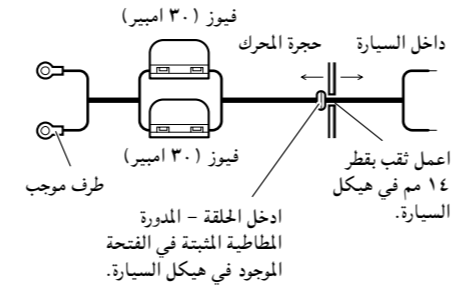 فيوز (٣٠ امبير)
داخل السيارة
حجرة المحرك
فيوز (٣٠ امبير)
طرف موجب
اعمل ثقب بقطر
١٤ مم في هيكل
السيارة.
ادخل الحلقة – المدورة
المطاطية المثبتة في الفتحة
الموجود في هيكل السيارة.